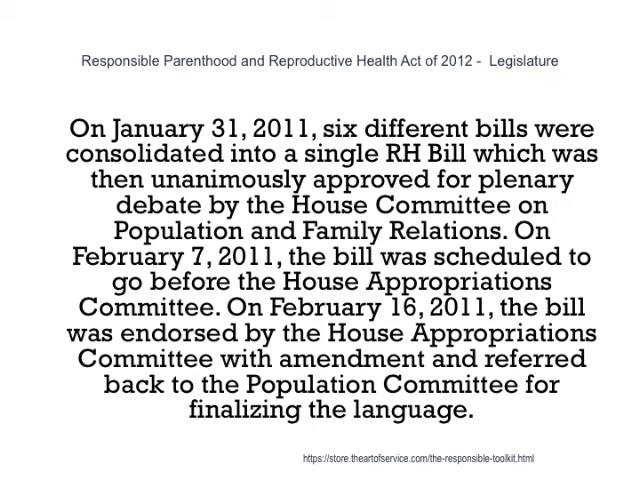 Responsible Parenthood and Reproductive Health Act of 2012 - Legislature
On January 31, 2011, six different bills were
consolidated into a single RH Bill which was
then unanimously approved for plenary
debate by the House Committee on
Population and Family Relations. On
February 7, 2011, the bill was scheduled to
go before the House Appropriations
Committee. On February 16, 2011, the bill
was endorsed by the House Appropriations
Committee with amendment and referred
back to the Population Committee for
finalizing the language.
https://store.theartofservice.com/the-responsible-toolkit.html